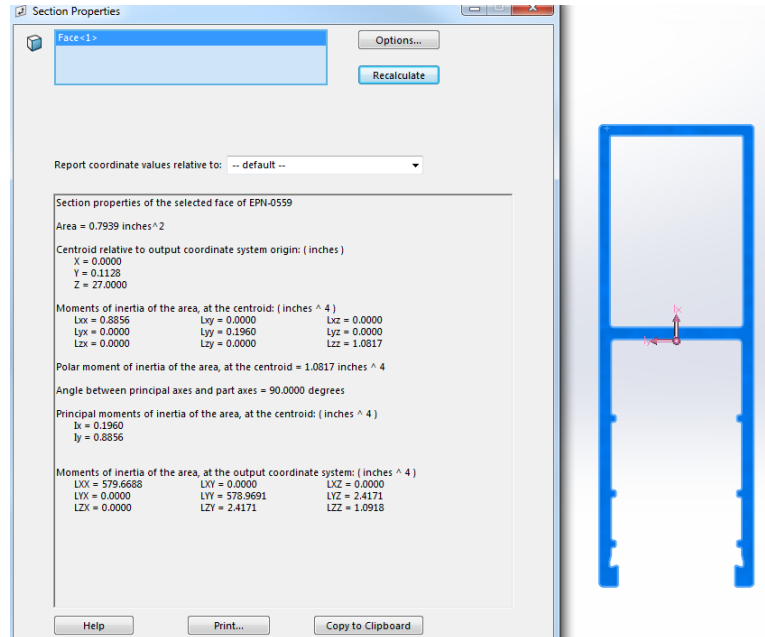 Section Properties
Face<1>
Options...
Recalculate
Report coordinate values relative to: -- default --
Section properties of the selected face of EPN-0559
Area = 0.7939 inches^2
Centroid relative to output coordinate system origin: ( inches )
X = 0.0000
Y = 0.1128
Z = 27.0000
Moments of inertia of the area, at the centroid: ( inches ^ 4 )
Lxx = 0.8856 Lxy = 0.0000 Lxz = 0.0000
Lyx = 0.0000 Lyy = 0.1960 Lyz = 0.0000
Lzx = 0.0000 Lzy = 0.0000 Lzz = 1.0817
Polar moment of inertia of the area, at the centroid = 1.0817 inches ^ 4
Angle between principal axes and part axes = 90.0000 degrees
Principal moments of inertia of the area, at the centroid: ( inches ^ 4 )
Ix = 0.1960
Iy = 0.8856
Moments of inertia of the area, at the output coordinate system: ( inches ^ 4 )
LXX = 579.6688 LXY = 0.0000 LXZ = 0.0000
LYX = 0.0000 LYY = 578.9691 LYZ = 2.4171
LZX = 0.0000 LZY = 2.4171 LZZ = 1.0918
Help Print... Copy to Clipboard
Ix
Iy